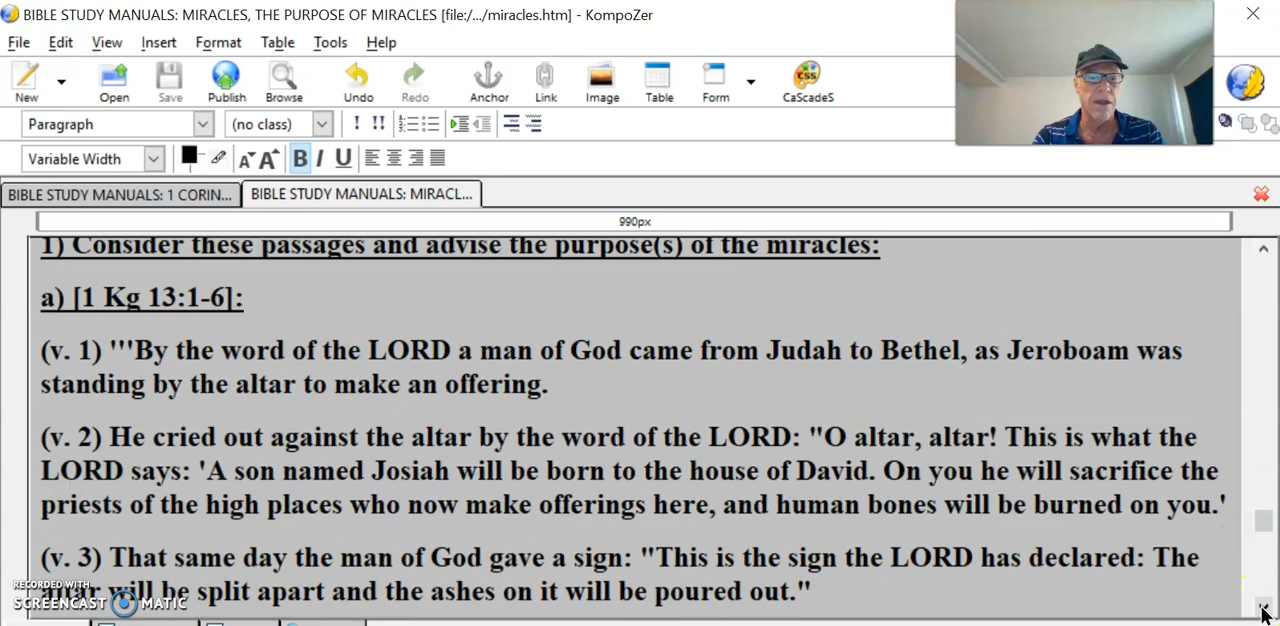 BIBLE STUDY MANUALS: MIRACLES, THE PURPOSE OF MIRACLES [file:/.../miracles.htm] - KompoZer
File Edit View Insert Format Table Tools Help
New Open Save Publish Browse Undo Redo Anchor Link Image Table Form CaScadeS
Paragraph (no class) ! !!
Variable Width A A B I U
BIBLE STUDY MANUALS: 1 CORIN... BIBLE STUDY MANUALS: MIRACL...
990px
1) Consider these passages and advise the purpose(s) of the miracles:
a) [1 Kg 13:1-6]:
(v. 1) '"By the word of the LORD a man of God came from Judah to Bethel, as Jeroboam was
standing by the altar to make an offering.
(v. 2) He cried out against the altar by the word of the LORD: "O altar, altar! This is what the
LORD says: 'A son named Josiah will be born to the house of David. On you he will sacrifice the
priests of the high places who now make offerings here, and human bones will be burned on you.'
(v. 3) That same day the man of God gave a sign: "This is the sign the LORD has declared: The
altar will be split apart and the ashes on it will be poured out."
RECORDED WITH
SCREENCAST MATIC